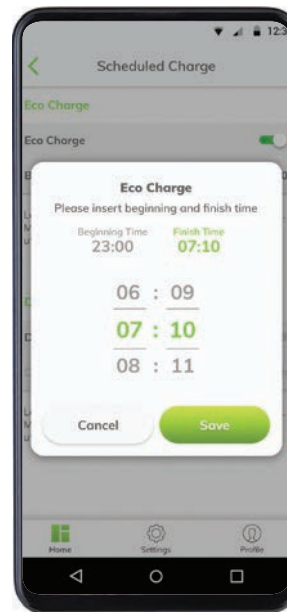 12:3
Scheduled Charge
Eco Charge
Eco Charge
Eco Charge
Please insert beginning and finish time
Beginning Time Finish Time
23:00 07:10
06 : 09
07 : 10
08 : 11
Cancel Save
Home Settings Profile